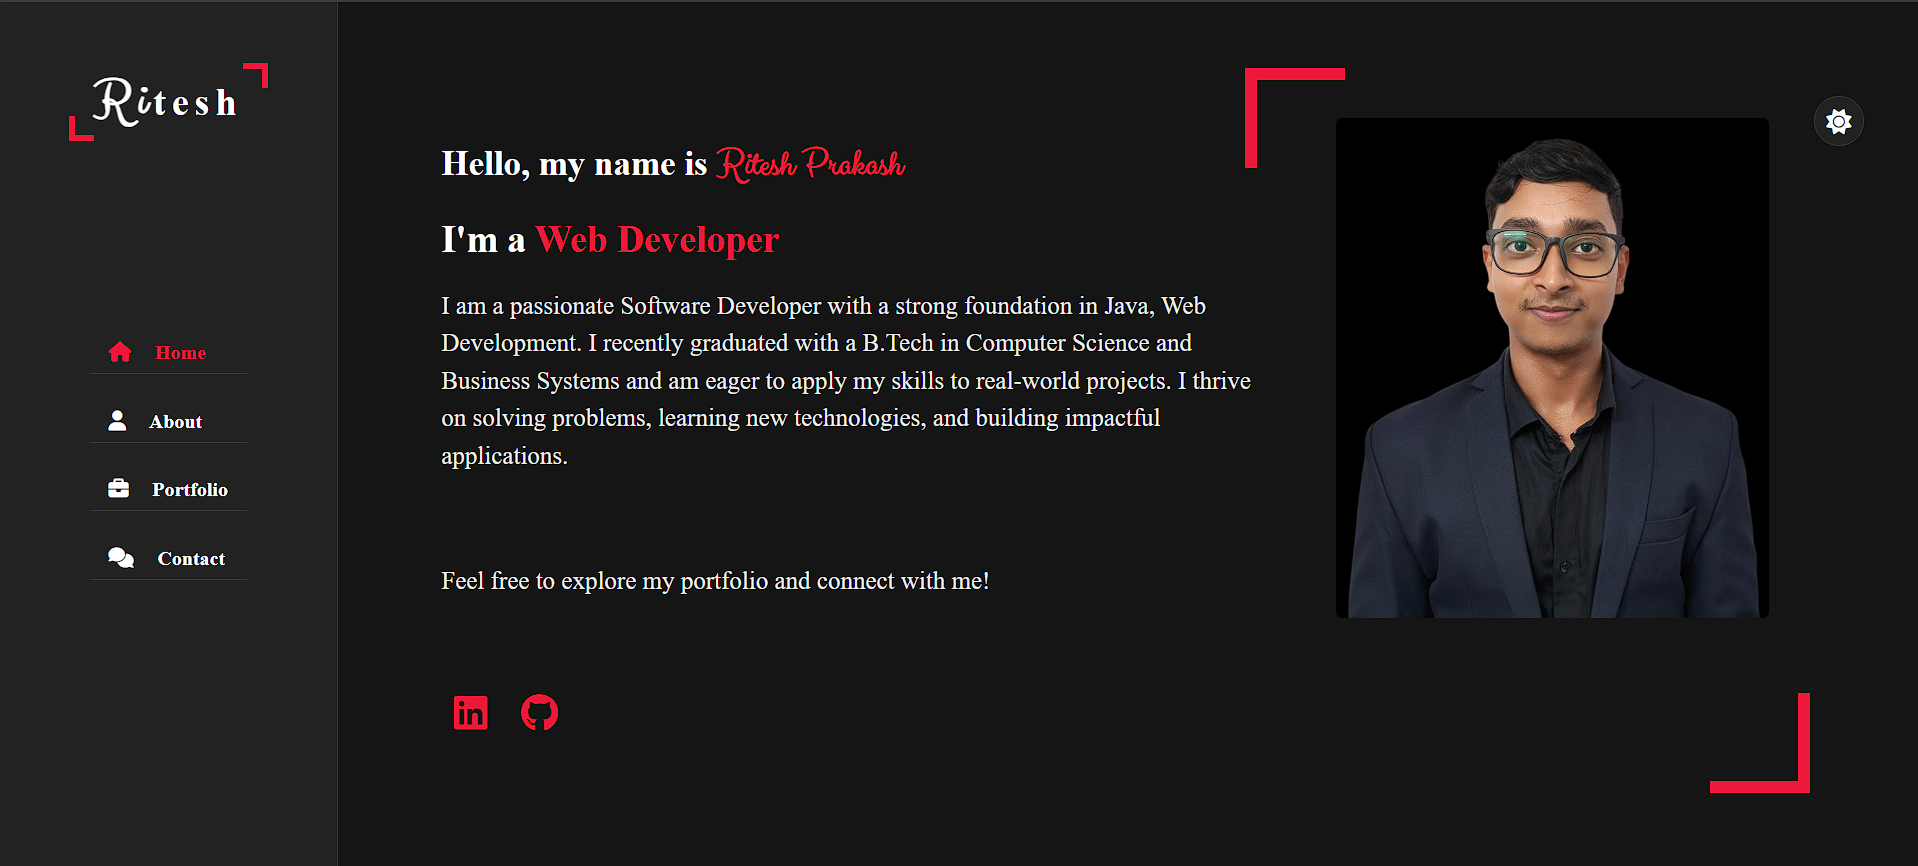 Ritesh
Home
About
Portfolio
Contact
Hello, my name is Ritesh Prakash
I'm a Web Developer
I am a passionate Software Developer with a strong foundation in Java, Web
Development. I recently graduated with a B.Tech in Computer Science and
Business Systems and am eager to apply my skills to real-world projects. I thrive
on solving problems, learning new technologies, and building impactful
applications.
Feel free to explore my portfolio and connect with me!
in